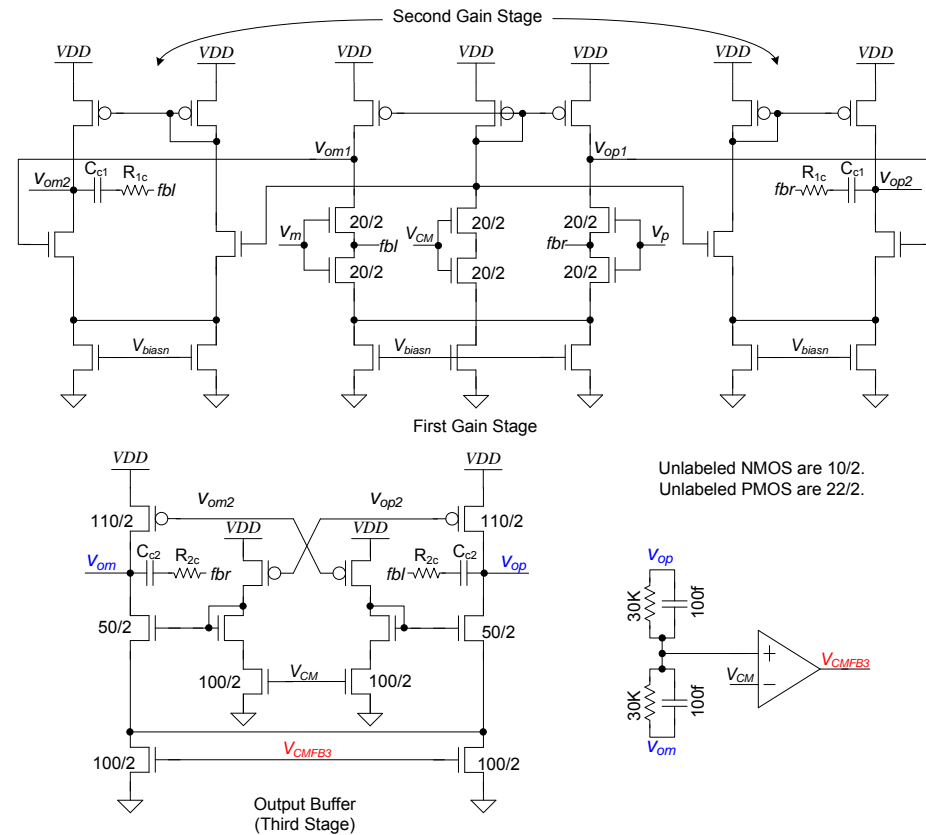 Second Gain Stage
VDD VDD VDD VDD VDD VDD VDD
vom1 vop1
vom2 Cc1 R1c fbl
fbr R1c Cc1 vop2
vm 20/2 fbl VCM 20/2 fbr 20/2 vp
20/2 20/2 20/2
Vbiasn Vbiasn Vbiasn
First Gain Stage
VDD VDD
vom2 vop2
110/2 VDD VDD 110/2
vom Cc2 R2c fbr fbl R2c Cc2 vop
50/2 50/2
100/2 VCM 100/2
VCMFB3
100/2 100/2
Output Buffer
(Third Stage)
Unlabeled NMOS are 10/2.
Unlabeled PMOS are 22/2.
vop
30K 100f
+
VCM − VCMFB3
30K 100f
vom